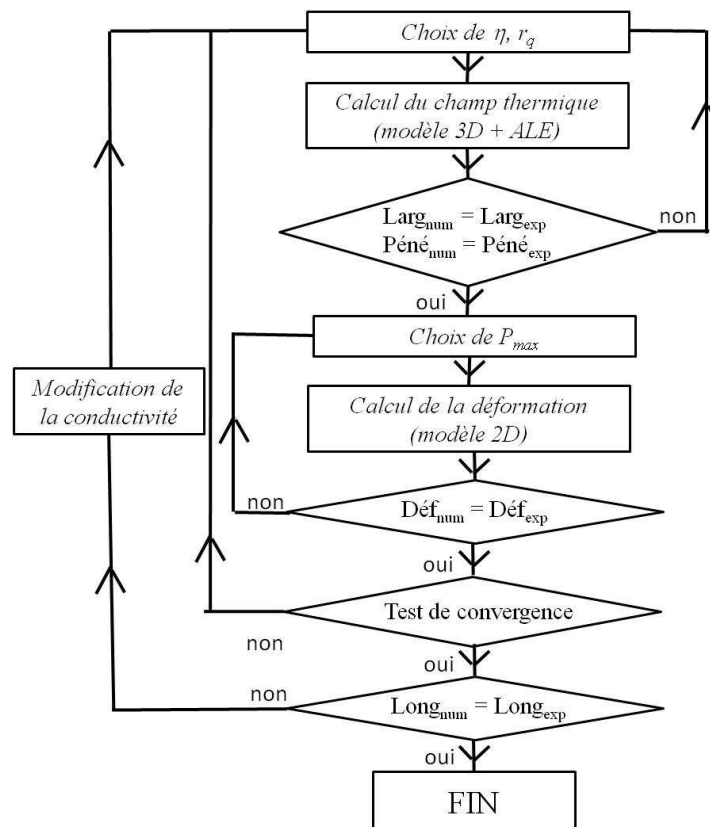 Choix de η, r_q
Calcul du champ thermique
(modèle 3D + ALE)
Larg_num = Larg_exp
Péné_num = Péné_exp
non
oui
Choix de P_max
Modification de
la conductivité
Calcul de la déformation
(modèle 2D)
non
Déf_num = Déf_exp
oui
Test de convergence
non
oui
non
Long_num = Long_exp
oui
FIN